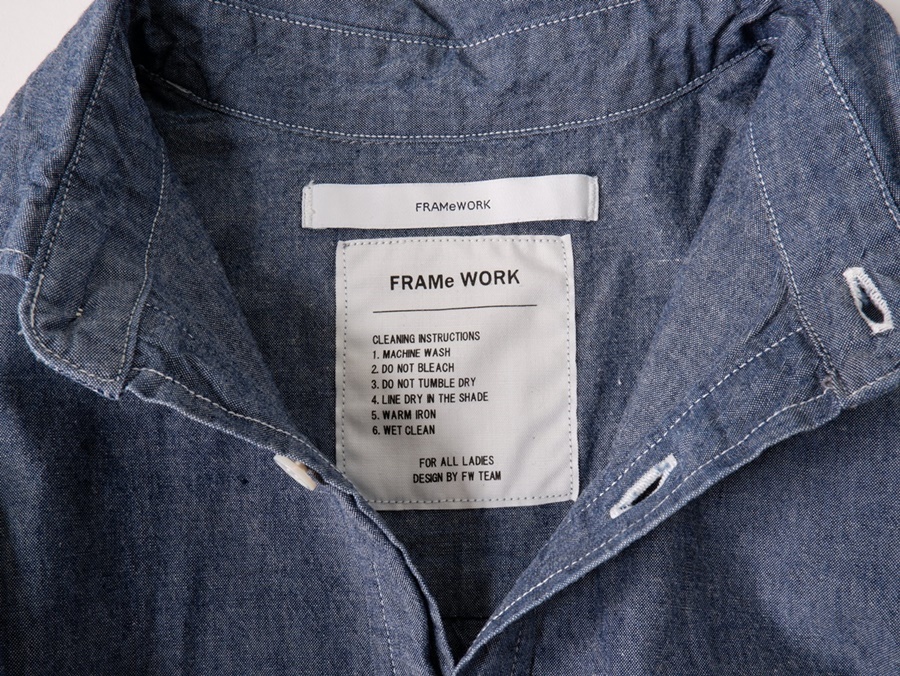 FRAMeWORK
FRAMe WORK
CLEANING INSTRUCTIONS
1. MACHINE WASH
2. DO NOT BLEACH
3. DO NOT TUMBLE DRY
4. LINE DRY IN THE SHADE
5. WARM IRON
6. WET CLEAN
FOR ALL LADIES
DESIGN BY FW TEAM